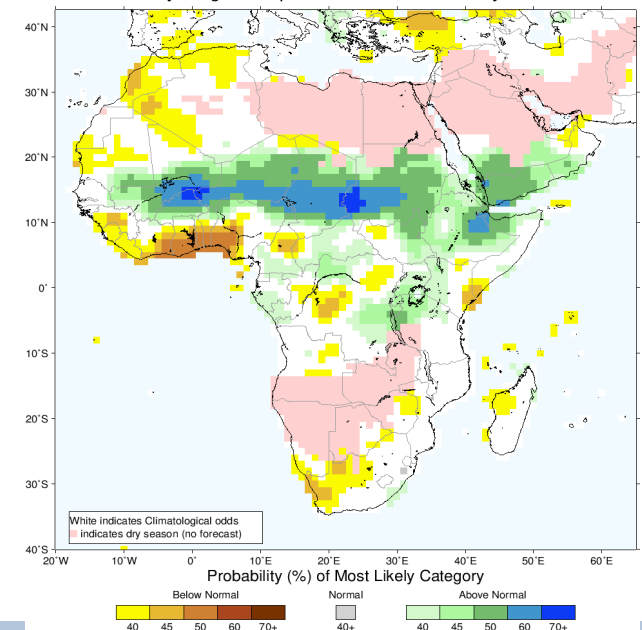 40°N
30°N
20°N
10°N
0°
10°S
20°S
30°S
40°S
White indicates Climatological odds
indicates dry season (no forecast)
20°W 10°W 0° 10°E 20°E 30°E 40°E 50°E 60°E
Probability (%) of Most Likely Category
Below Normal Normal Above Normal
40 45 50 60 70+ 40+ 40 45 50 60 70+